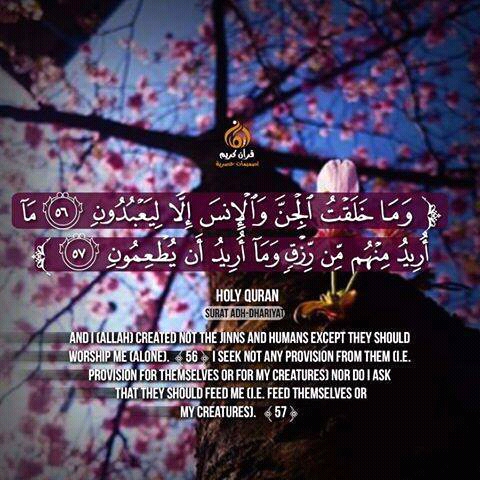 قرآن كريم
تصميمات حصرية
﴿ وَمَا خَلَقْتُ ٱلْجِنَّ وَٱلْإِنسَ إِلَّا لِيَعْبُدُونِ ۝٥٦ مَآ
أُرِيدُ مِنْهُم مِّن رِّزْقٍ وَمَآ أُرِيدُ أَن يُطْعِمُونِ ۝٥٧ ﴾
HOLY QURAN
SURAT ADH-DHARIYAT
AND I (ALLAH) CREATED NOT THE JINNS AND HUMANS EXCEPT THEY SHOULD
WORSHIP ME (ALONE). ﴾ 56 ﴿ I SEEK NOT ANY PROVISION FROM THEM (I.E.
PROVISION FOR THEMSELVES OR FOR MY CREATURES) NOR DO I ASK
THAT THEY SHOULD FEED ME (I.E. FEED THEMSELVES OR
MY CREATURES). ﴾ 57 ﴿